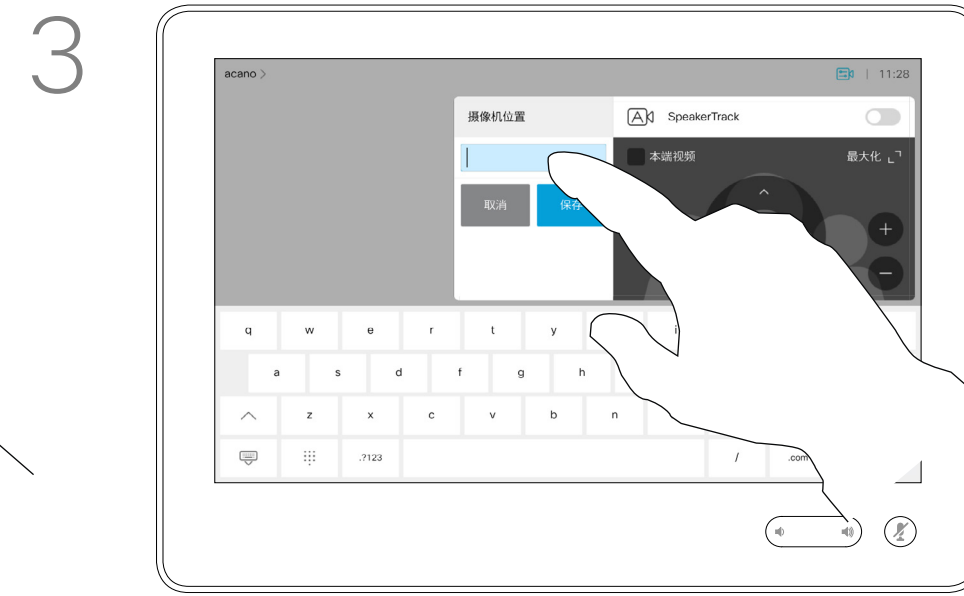 3
acano >
11:28
摄像机位置
SpeakerTrack
本端视频
最大化
取消
保存
q w e r t y i
a s d f g h
z x c v b n
.?123 / .com